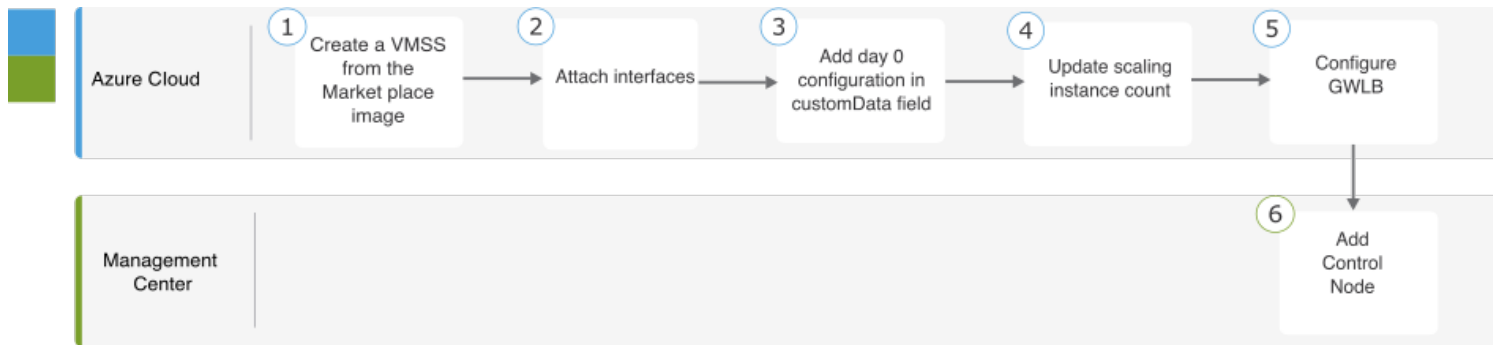 Azure Cloud
1
Create a VMSS
from the
Market place
image
2
Attach interfaces
3
Add day 0
configuration in
customData field
4
Update scaling
instance count
5
Configure
GWLB
Management
Center
6
Add
Control
Node